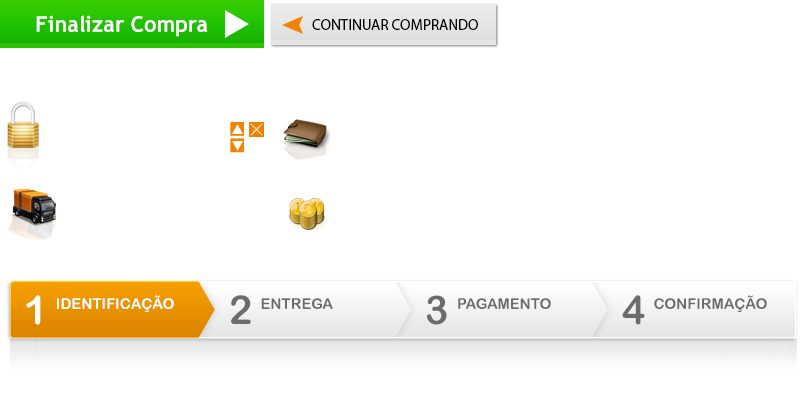 Finalizar Compra
CONTINUAR COMPRANDO
1 IDENTIFICAÇÃO
2 ENTREGA
3 PAGAMENTO
4 CONFIRMAÇÃO